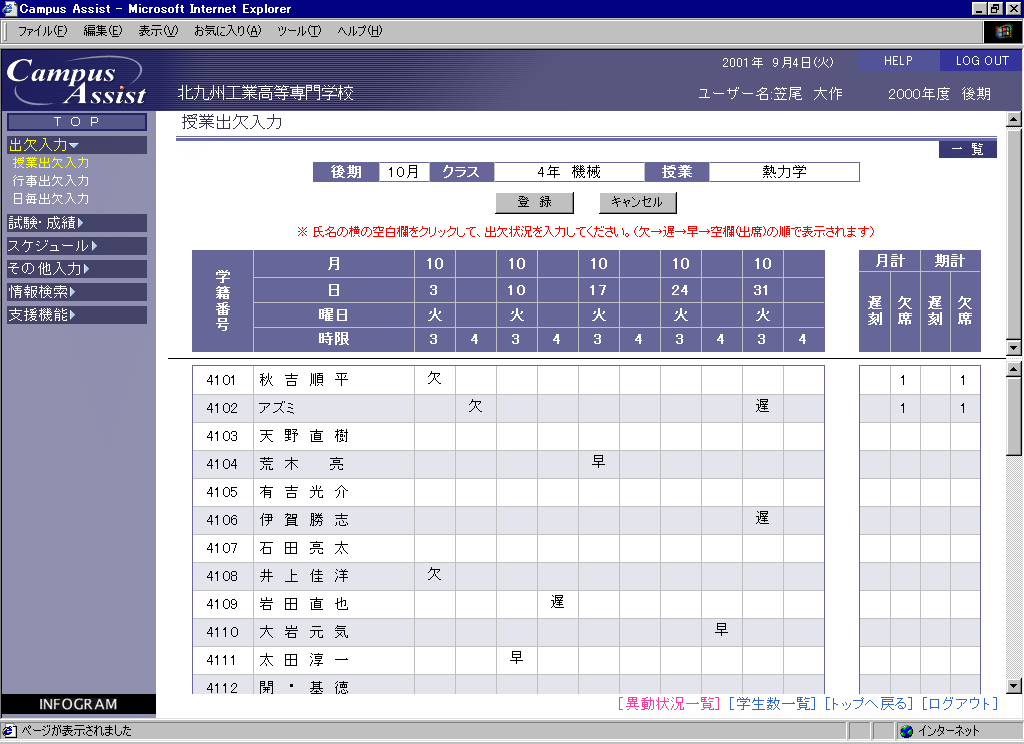 Campus Assist - Microsoft Internet Explorer
ファイル(F) 編集(E) 表示(V) お気に入り(A) ツール(T) ヘルプ(H)
Campus Assist
2001年 9月4日(火) HELP LOG OUT
北九州工業高等専門学校 ユーザー名:笠尾 大作 2000年度 後期
TOP
出欠入力
授業出欠入力
行事出欠入力
日毎出欠入力
試験・成績
スケジュール
その他入力
情報検索
支援機能
INFOGRAM
授業出欠入力
一 覧
後期 10月 クラス 4年 機械 授業 熱力学
登 録 キャンセル
※ 氏名の横の空白欄をクリックして、出欠状況を入力してください。(欠→遅→早→空欄(出席)の順で表示されます)
学籍番号 月 10 10 10 10 10 月計 期計
日 3 10 17 24 31 遅刻 欠席 遅刻 欠席
曜日 火 火 火 火 火
時限 3 4 3 4 3 4 3 4 3 4
4101 秋 吉 順 平 欠 1 1
4102 アズミ 欠 遅 1 1
4103 天 野 直 樹
4104 荒 木 亮 早
4105 有 吉 光 介
4106 伊 賀 勝 志 遅
4107 石 田 亮 太
4108 井 上 佳 洋 欠
4109 岩 田 直 也 遅
4110 大 岩 元 気 早
4111 太 田 淳 一 早
4112 開 ・ 基 徳
[異動状況一覧] [学生数一覧] [トップへ戻る] [ログアウト]
ページが表示されました インターネット